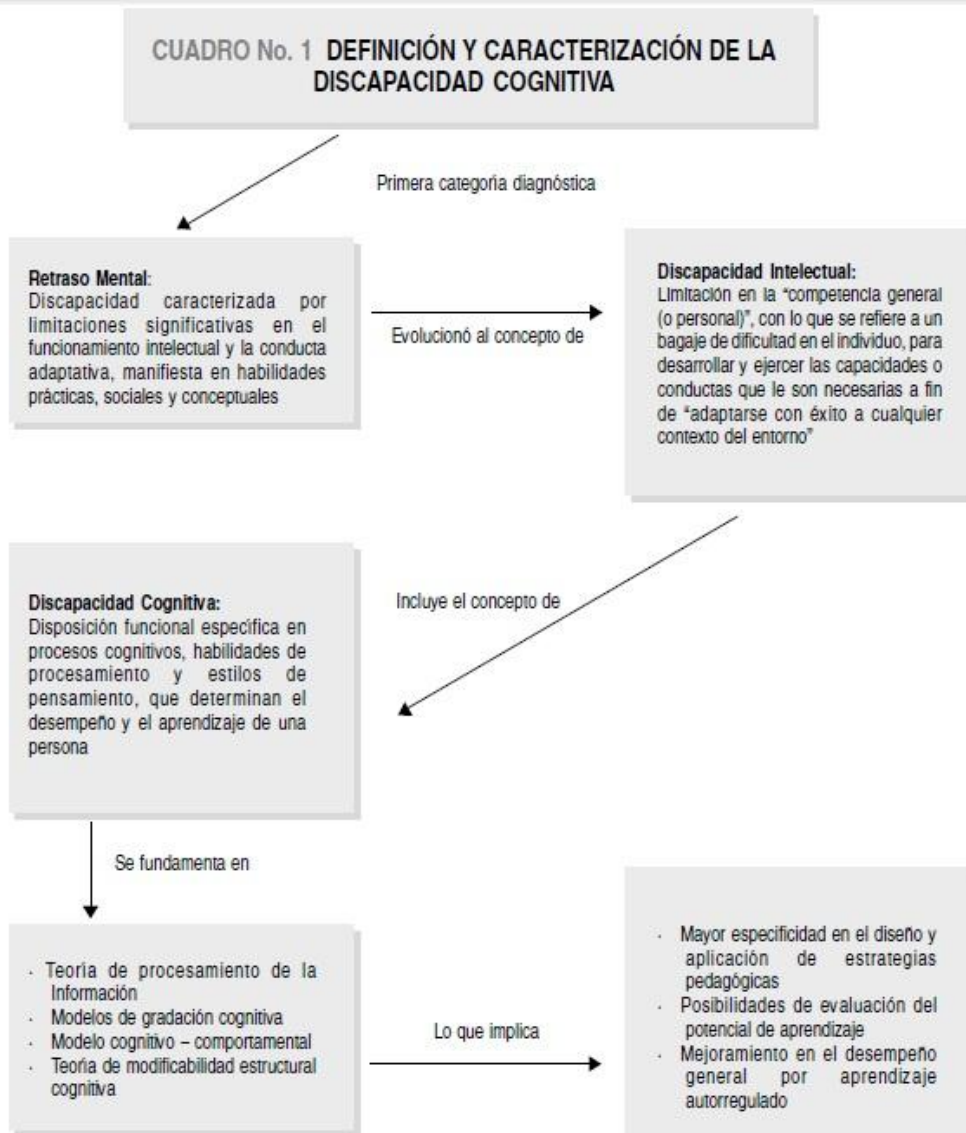 CUADRO No. 1 DEFINICIÓN Y CARACTERIZACIÓN DE LA
DISCAPACIDAD COGNITIVA
Primera categoría diagnóstica
Retraso Mental:
Discapacidad caracterizada por
limitaciones significativas en el
funcionamiento intelectual y la conducta
adaptativa, manifiesta en habilidades
prácticas, sociales y conceptuales
Evolucionó al concepto de
Discapacidad Intelectual:
Limitación en la “competencia general
(o personal)”, con lo que se refiere a un
bagaje de dificultad en el individuo, para
desarrollar y ejercer las capacidades o
conductas que le son necesarias a fin
de “adaptarse con éxito a cualquier
contexto del entorno”
Incluye el concepto de
Discapacidad Cognitiva:
Disposición funcional específica en
procesos cognitivos, habilidades de
procesamiento y estilos de
pensamiento, que determinan el
desempeño y el aprendizaje de una
persona
Se fundamenta en
· Teoría de procesamiento de la
Información
· Modelos de gradación cognitiva
· Modelo cognitivo – comportamental
· Teoría de modificabilidad estructural
cognitiva
Lo que implica
· Mayor especificidad en el diseño y
aplicación de estrategias
pedagógicas
· Posibilidades de evaluación del
potencial de aprendizaje
· Mejoramiento en el desempeño
general por aprendizaje
autorregulado